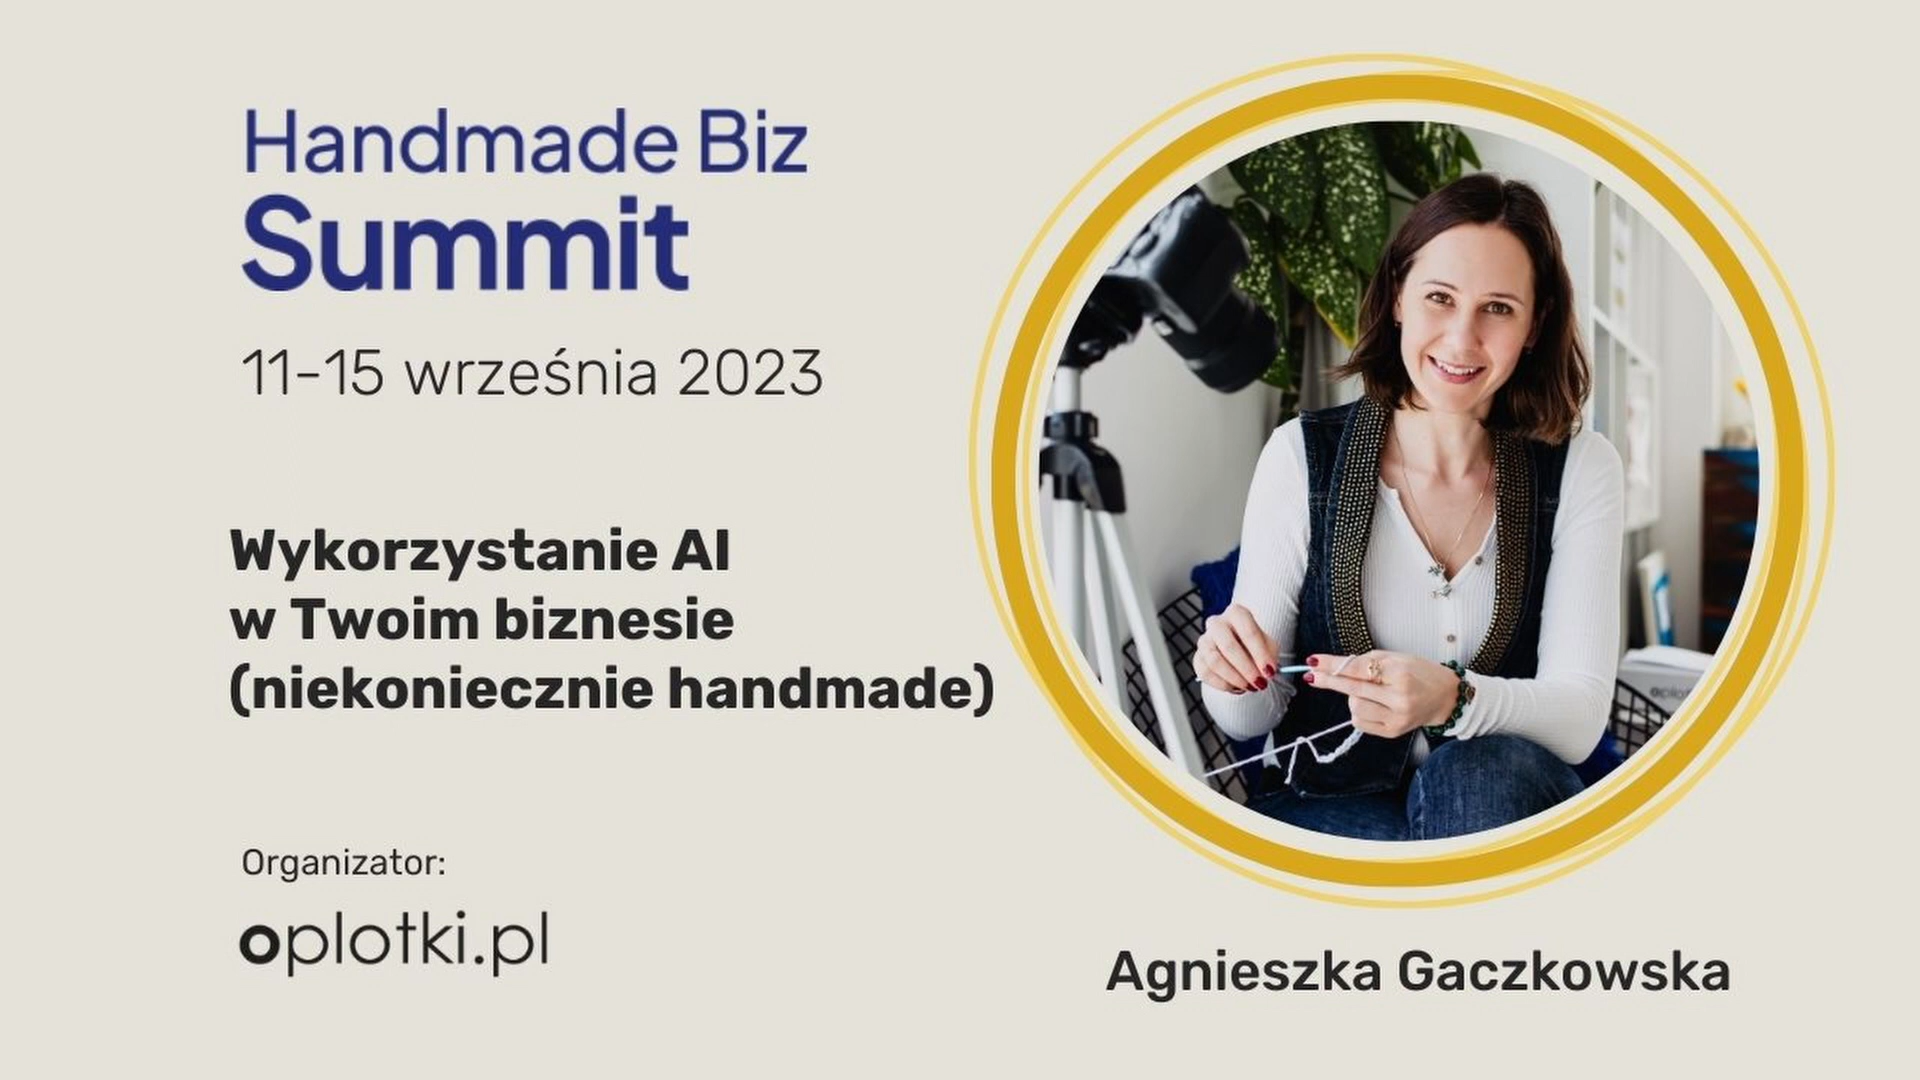 Handmade Biz
Summit
11-15 września 2023
Wykorzystanie AI
w Twoim biznesie
(niekoniecznie handmade)
Organizator:
oplotki.pl
Agnieszka Gaczkowska